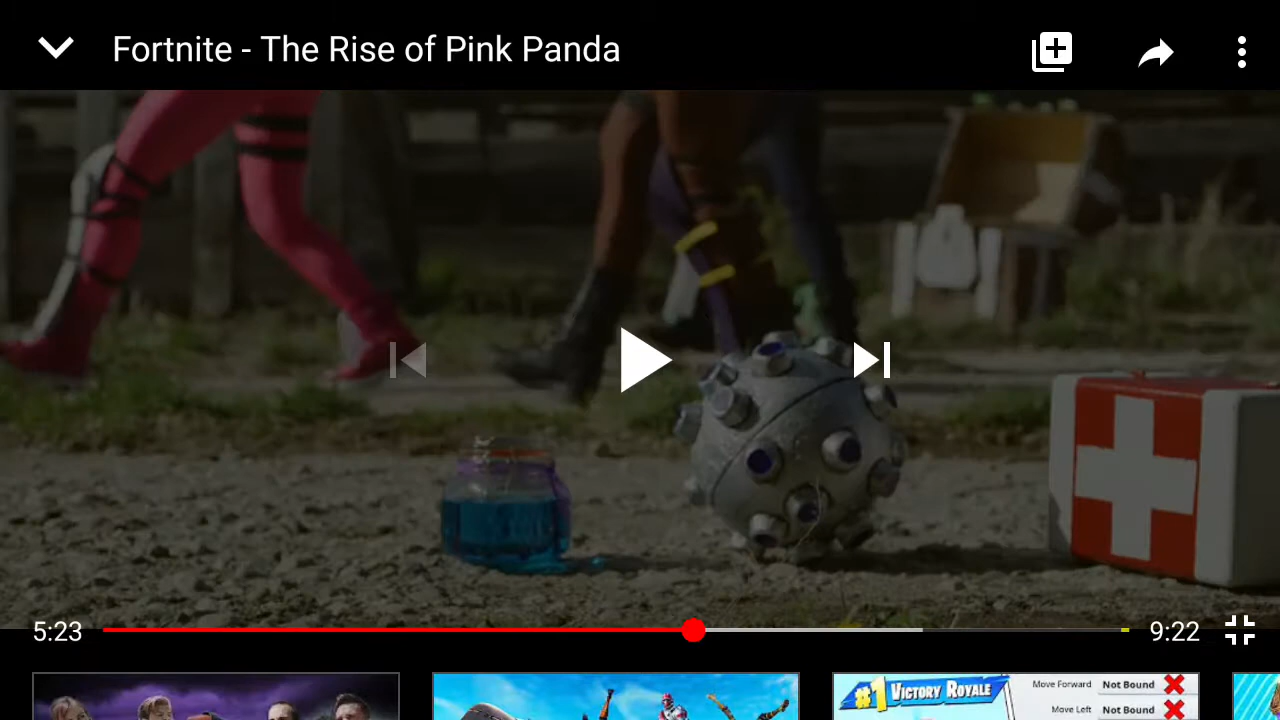 Fortnite - The Rise of Pink Panda
5:23
9:22
#1 VICTORY ROYALE
Move Forward Not Bound
Move Left Not Bound